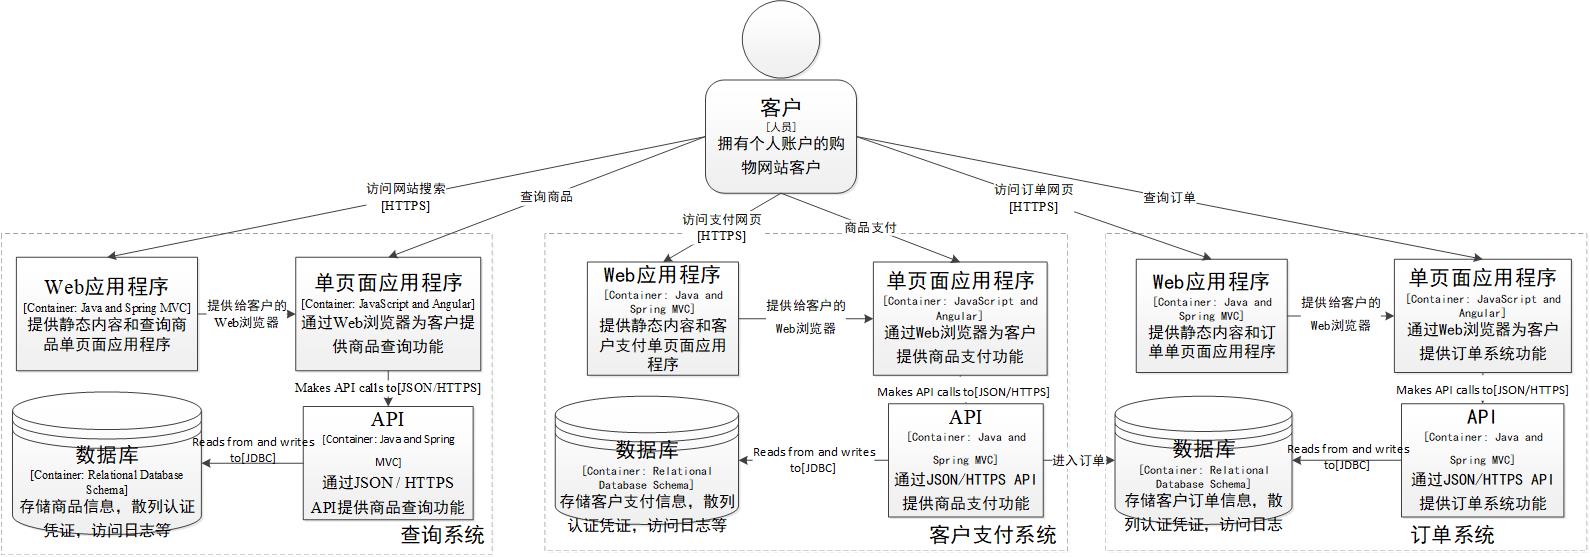 客户
[人员]
拥有个人账户的购
物网站客户
访问网站搜索
[HTTPS]
查询商品
访问支付网页
[HTTPS]
商品支付
访问订单网页
[HTTPS]
查询订单
Web应用程序
[Container: Java and Spring MVC]
提供静态内容和查询商
品单页面应用程序
提供给客户的
Web浏览器
单页面应用程序
[Container: JavaScript and Angular]
通过Web浏览器为客户提
供商品查询功能
Makes API calls to[JSON/HTTPS]
API
[Container: Java and Spring
MVC]
通过JSON / HTTPS
API提供商品查询功能
Reads from and writes
to[JDBC]
数据库
[Container: Relational Database
Schema]
存储商品信息，散列认证
凭证，访问日志等
查询系统
Web应用程序
[Container: Java and
Spring MVC]
提供静态内容和客
户支付单页面应用
程序
提供给客户的
Web浏览器
单页面应用程序
[Container: JavaScript and
Angular]
通过Web浏览器为客户
提供商品支付功能
Makes API calls to[JSON/HTTPS]
API
[Container: Java and
Spring MVC]
通过JSON/HTTPS API
提供商品支付功能
Reads from and writes
to[JDBC]
数据库
[Container: Relational
Database Schema]
存储客户支付信息，散列
认证凭证，访问日志等
客户支付系统
进入订单
Web应用程序
[Container: Java and
Spring MVC]
提供静态内容和订
单单页面应用程序
提供给客户的
Web浏览器
单页面应用程序
[Container: JavaScript and
Angular]
通过Web浏览器为客户
提供订单系统功能
Makes API calls to[JSON/HTTPS]
API
[Container: Java and
Spring MVC]
通过JSON/HTTPS API
提供订单系统功能
Reads from and writes
to[JDBC]
数据库
[Container: Relational
Database Schema]
存储客户订单信息，散
列认证凭证，访问日志
订单系统